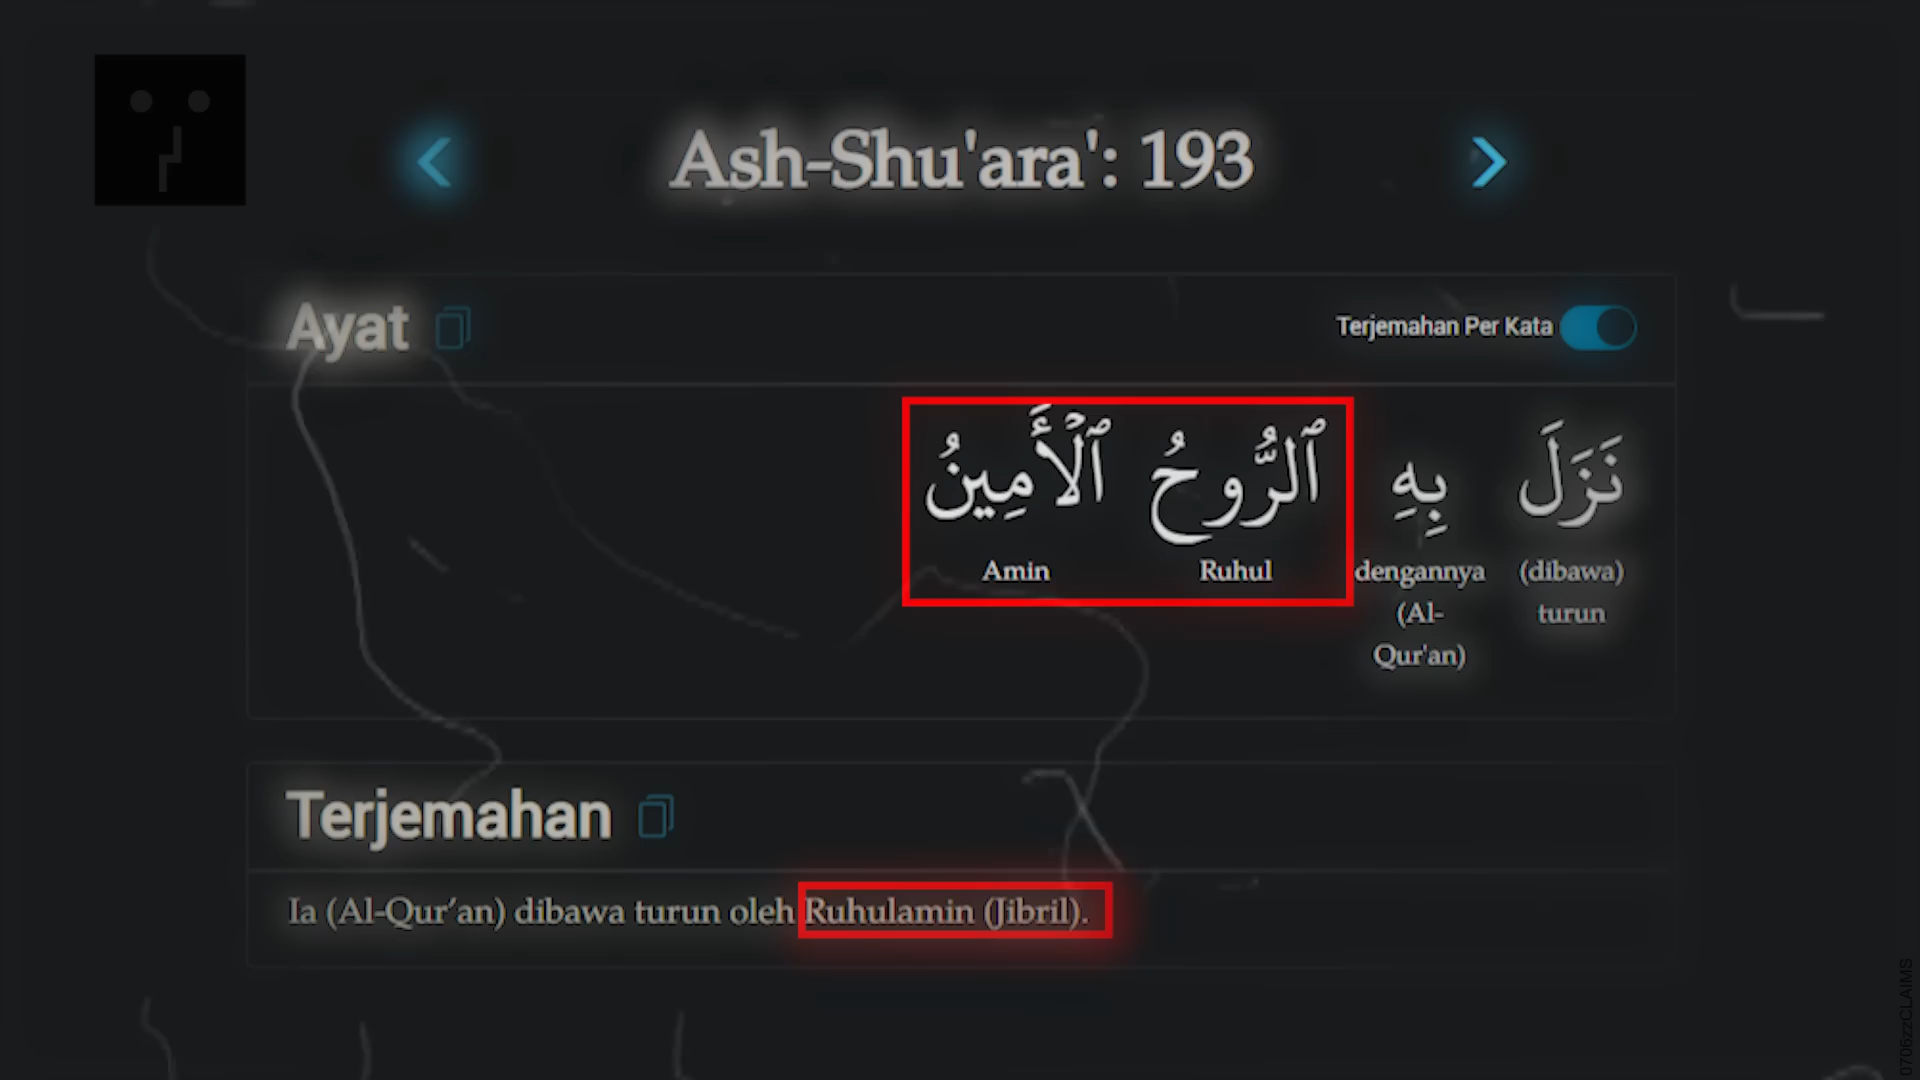 Ash-Shu'ara': 193
Ayat
Terjemahan Per Kata
نَزَلَ بِهِ ٱلرُّوحُ ٱلْأَمِينُ
(dibawa) turun
dengannya (Al-Qur'an)
Ruhul
Amin
Terjemahan
Ia (Al-Qur’an) dibawa turun oleh Ruhulamin (Jibril).
0706zzCLAIMS